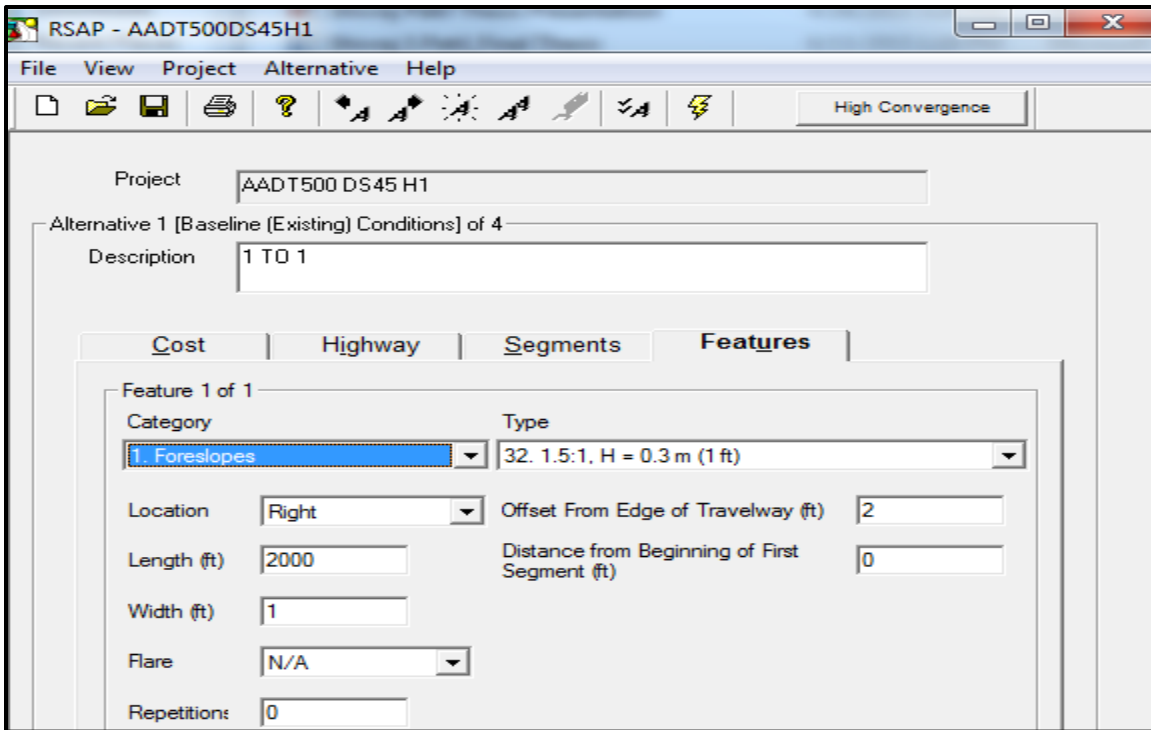 RSAP - AADT500DS45H1
File View Project Alternative Help
High Convergence
Project AADT500 DS45 H1
Alternative 1 [Baseline (Existing) Conditions] of 4
Description 1 TO 1
Cost Highway Segments Features
Feature 1 of 1
Category Type
1. Foreslopes 32. 1.5:1, H = 0.3 m (1 ft)
Location Right Offset From Edge of Travelway (ft) 2
Length (ft) 2000 Distance from Beginning of First Segment (ft) 0
Width (ft) 1
Flare N/A
Repetitions 0